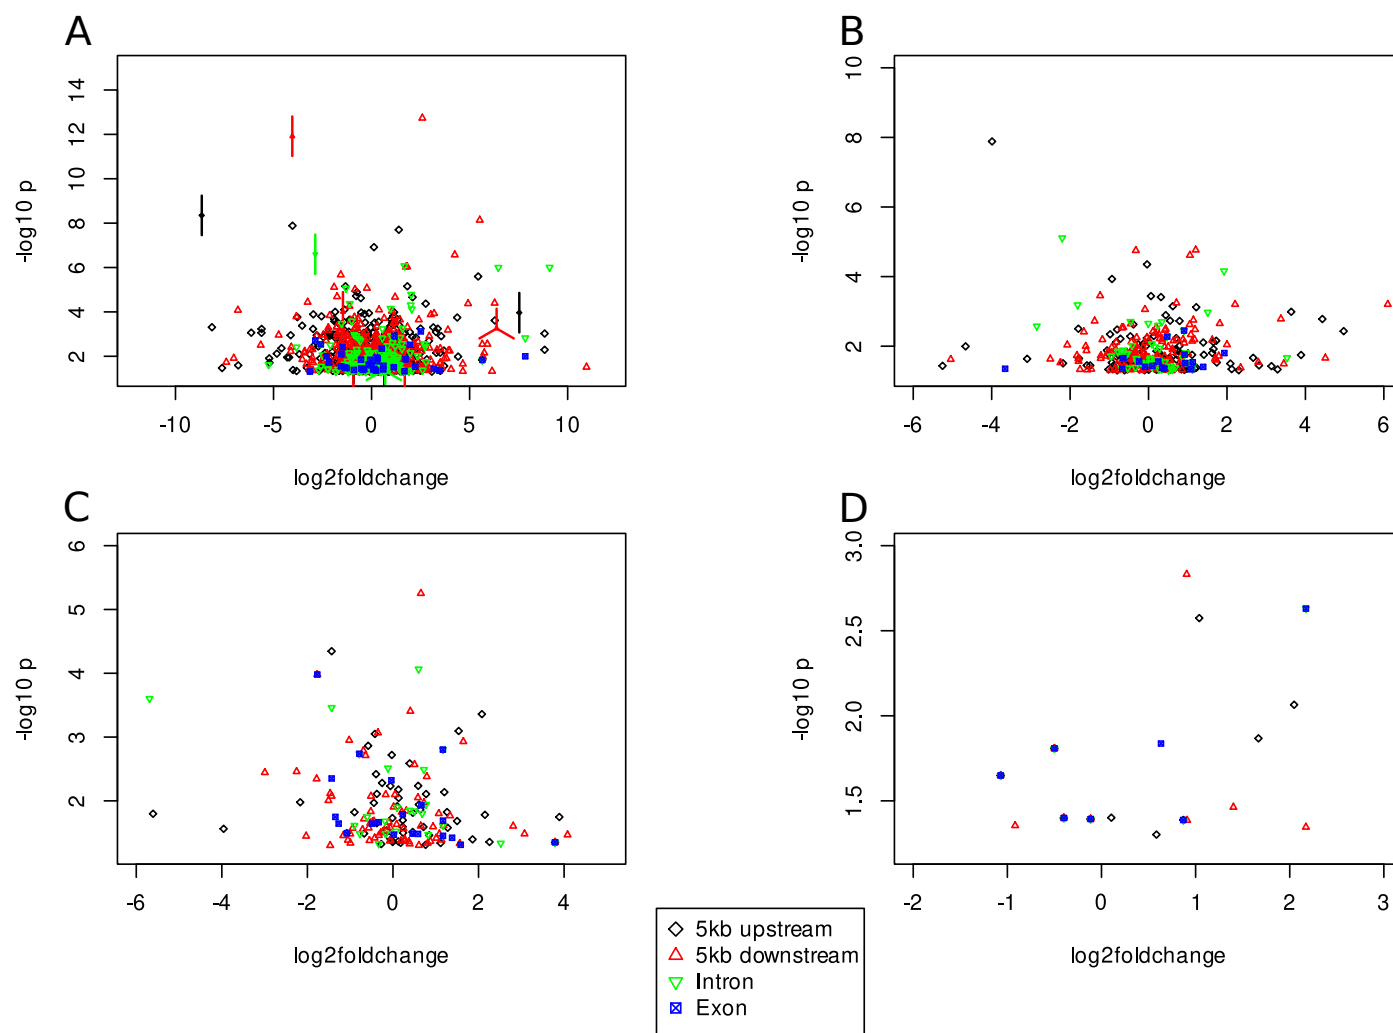 A
B
-log10 p
14
12
10
8
6
4
2
-10
-5
0
5
10
log2foldchange
-log10 p
10
8
6
4
2
-6
-4
-2
0
2
4
6
log2foldchange
C
D
-log10 p
6
5
4
3
2
-6
-4
-2
0
2
4
log2foldchange
-log10 p
3.0
2.5
2.0
1.5
-2
-1
0
1
2
3
log2foldchange
5kb upstream
5kb downstream
Intron
Exon